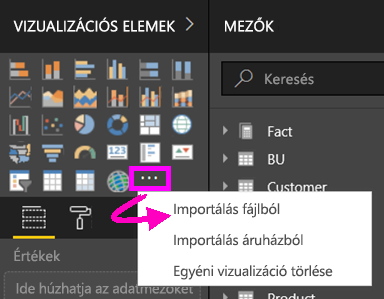 VIZUALIZÁCIÓS ELEMEK
MEZŐK
Keresés
Fact
BU
Customer
Importálás fájlból
Importálás áruházból
Egyéni vizualizáció törlése
Értékek
Ide húzhatja az adatmezőket
Product